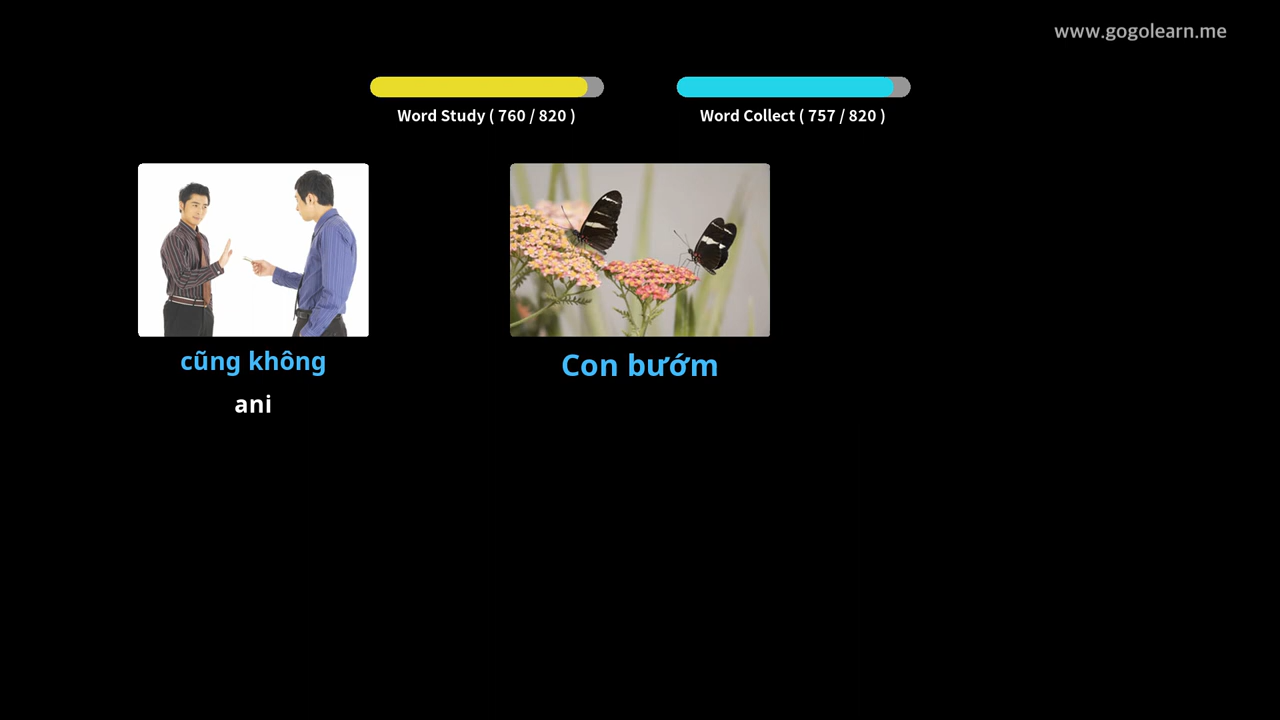 www.gogolearn.me
Word Study ( 760 / 820 )
Word Collect ( 757 / 820 )
cũng không
ani
Con bướm